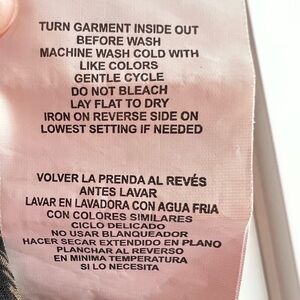 TURN GARMENT INSIDE OUT
BEFORE WASH
MACHINE WASH COLD WITH
LIKE COLORS
GENTLE CYCLE
DO NOT BLEACH
LAY FLAT TO DRY
IRON ON REVERSE SIDE ON
LOWEST SETTING IF NEEDED
VOLVER LA PRENDA AL REVÉS
ANTES LAVAR
LAVAR EN LAVADORA CON AGUA FRIA
CON COLORES SIMILARES
CICLO DELICADO
NO USAR BLANQUEADOR
HACER SECAR EXTENDIDO EN PLANO
PLANCHAR AL REVERSO
EN MINIMA TEMPERATURA
SI LO NECESITA